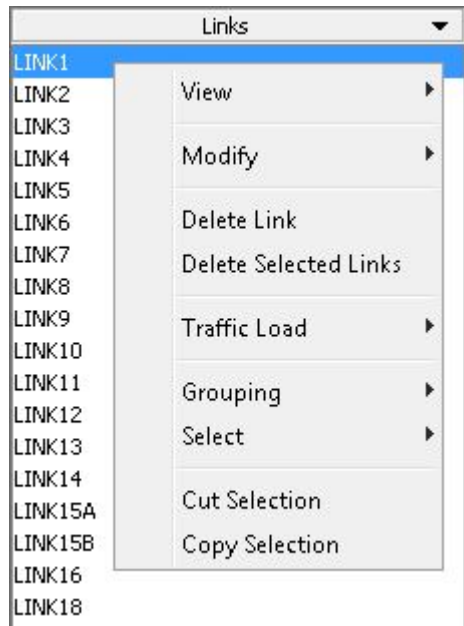 Links
LINK1
LINK2
LINK3
LINK4
LINK5
LINK6
LINK7
LINK8
LINK9
LINK10
LINK11
LINK12
LINK13
LINK14
LINK15A
LINK15B
LINK16
LINK18
View
Modify
Delete Link
Delete Selected Links
Traffic Load
Grouping
Select
Cut Selection
Copy Selection